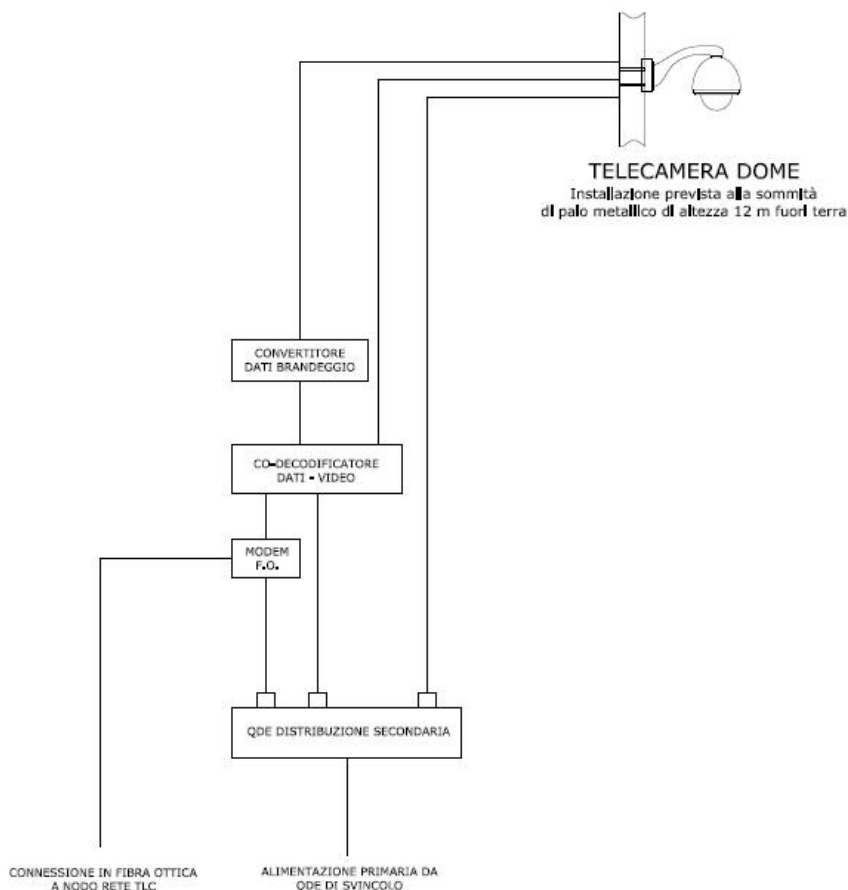 TELECAMERA DOME
Installazione prevista alla sommità
di palo metallico di altezza 12 m fuori terra
CONVERTITORE
DATI BRANDEGGIO
CO-DECODIFICATORE
DATI - VIDEO
MODEM
F.O.
QDE DISTRIBUZIONE SECONDARIA
CONNESSIONE IN FIBRA OTTICA
A NODO RETE TLC
ALIMENTAZIONE PRIMARIA DA
QDE DI SVINCOLO